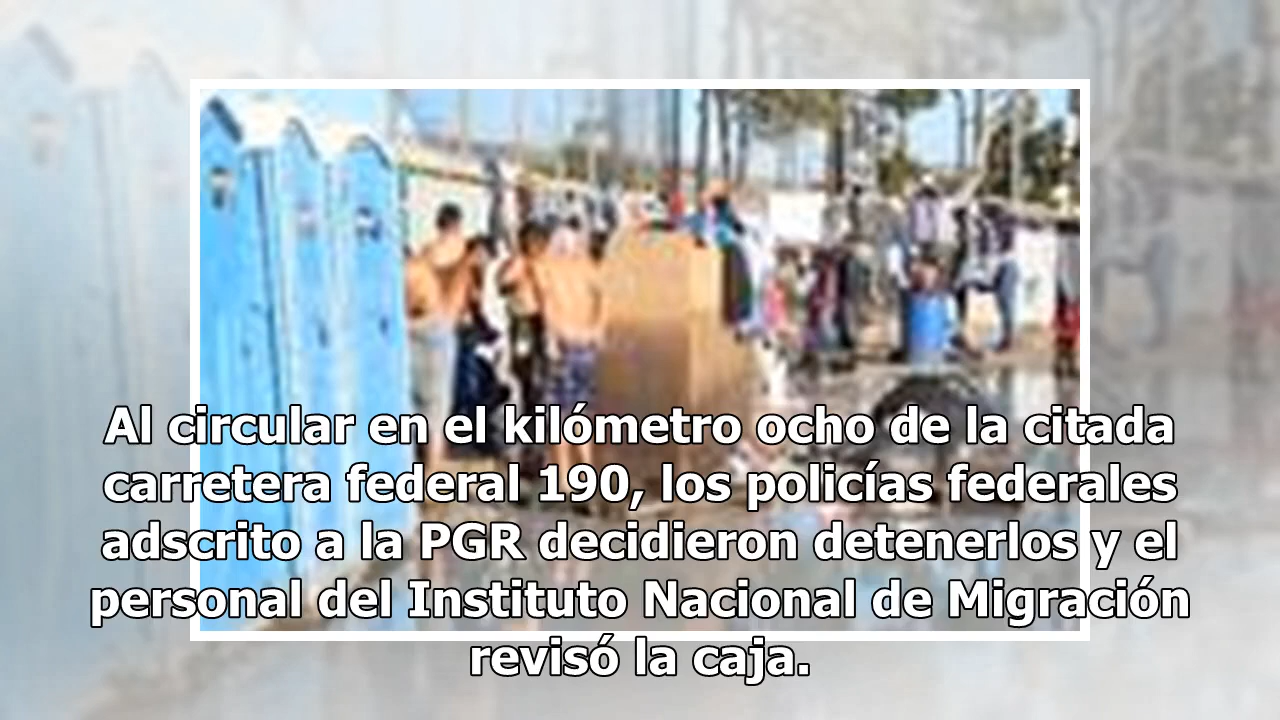 Al circular en el kilómetro ocho de la citada
carretera federal 190, los policías federales
adscrito a la PGR decidieron detenerlos y el
personal del Instituto Nacional de Migración
revisó la caja.